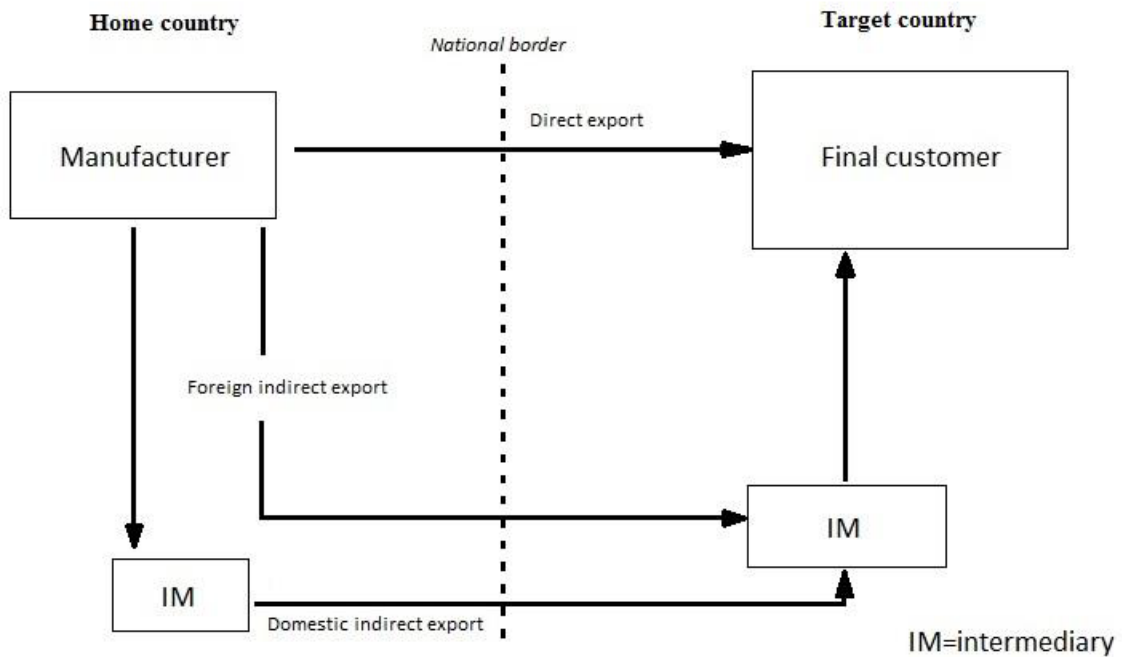 Home country
Target country
National border
Direct export
Manufacturer
Final customer
Foreign indirect export
IM
IM
Domestic indirect export
IM=intermediary